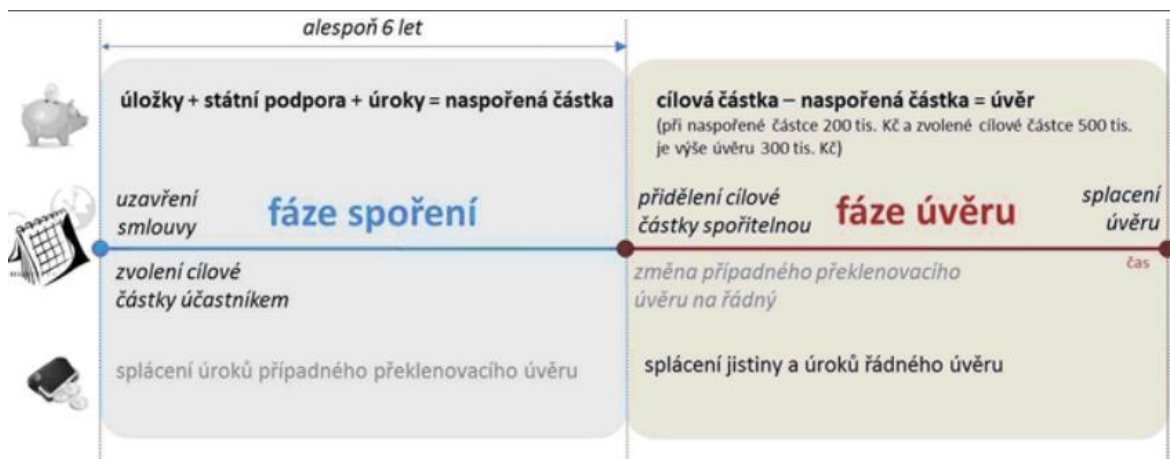 alespoň 6 let
úložky + státní podpora + úroky = naspořená částka
cílová částka – naspořená částka = úvěr
(při naspořené částce 200 tis. Kč a zvolené cílové částce 500 tis.
je výše úvěru 300 tis. Kč)
uzavření
smlouvy
fáze spoření
přidělení cílové
částky spořitelnou
fáze úvěru
splacení
úvěru
čas
zvolení cílové
částky účastníkem
změna případného překlenovacího
úvěru na řádný
splácení úroků případného překlenovacího úvěru
splácení jistiny a úroků řádného úvěru